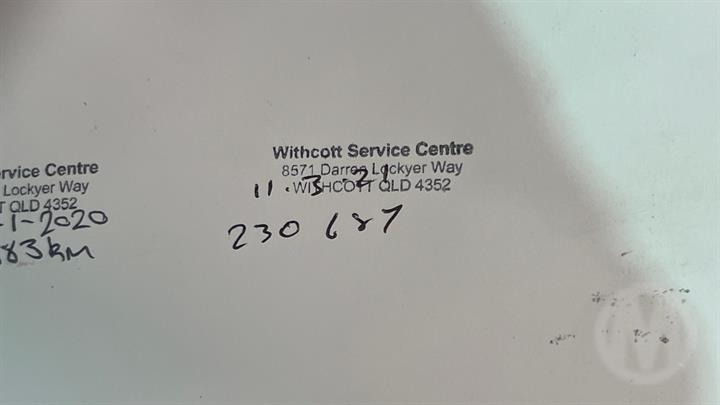 Withcott Service Centre
8571 Darren Lockyer Way
WITHCOTT QLD 4352
11.3.21
230 687
rvice Centre
Lockyer Way
T QLD 4352
-1-2020
83km
M